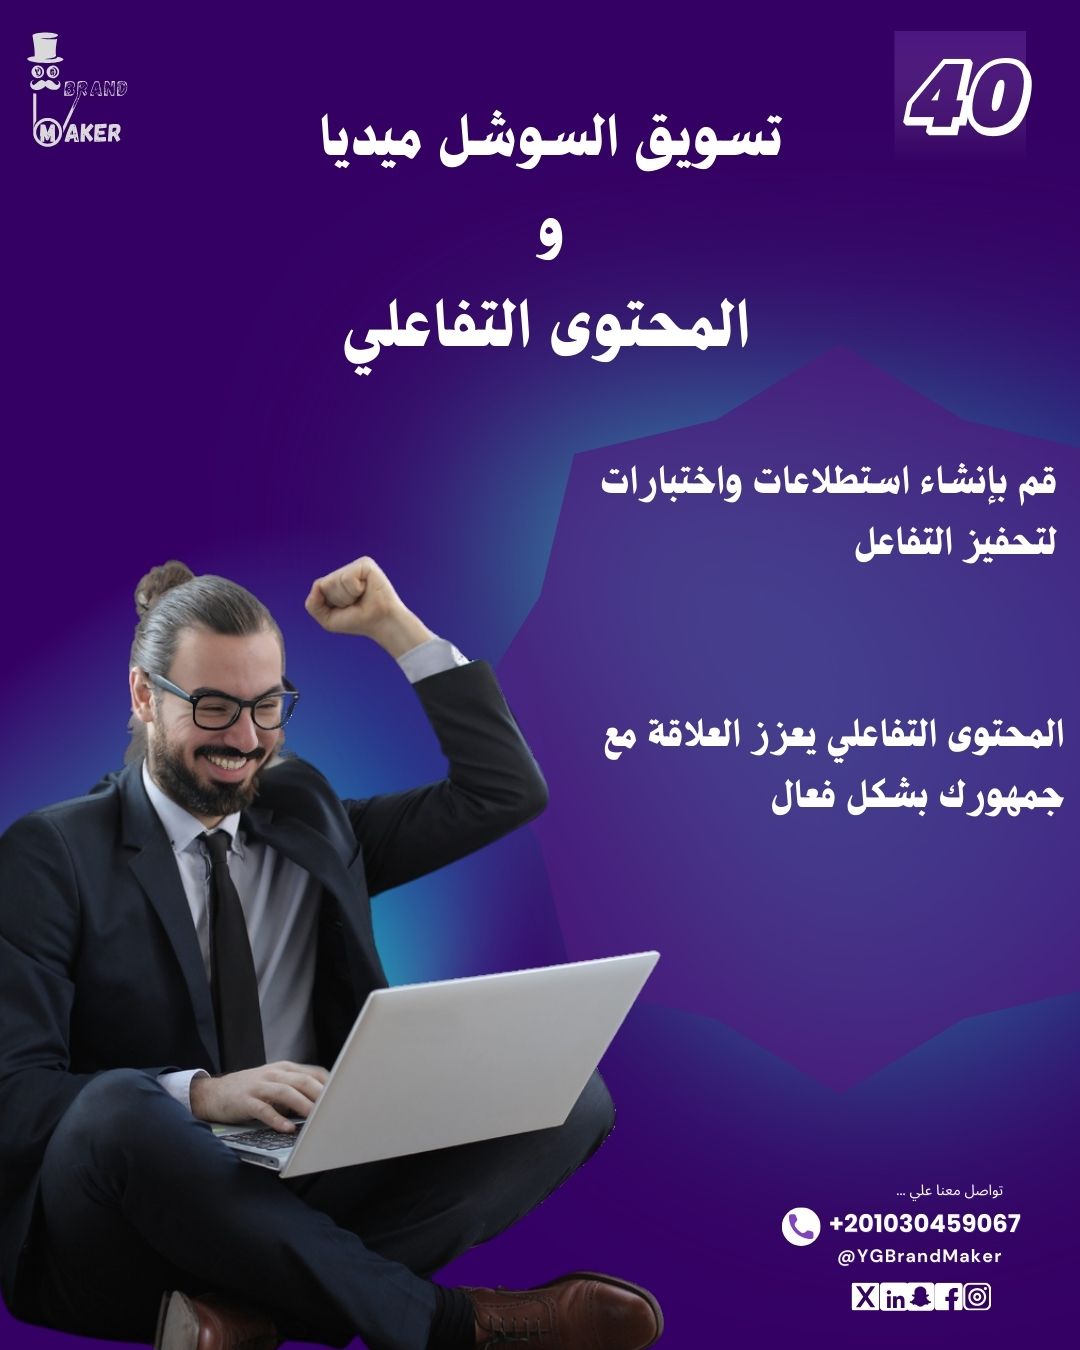 BRAND
MAKER
40
تسويق السوشل ميديا
و
المحتوى التفاعلي
قم بإنشاء استطلاعات واختبارات
لتحفيز التفاعل
المحتوى التفاعلي يعزز العلاقة مع
جمهورك بشكل فعال
تواصل معنا علي ...
+201030459067
@YGBrandMaker